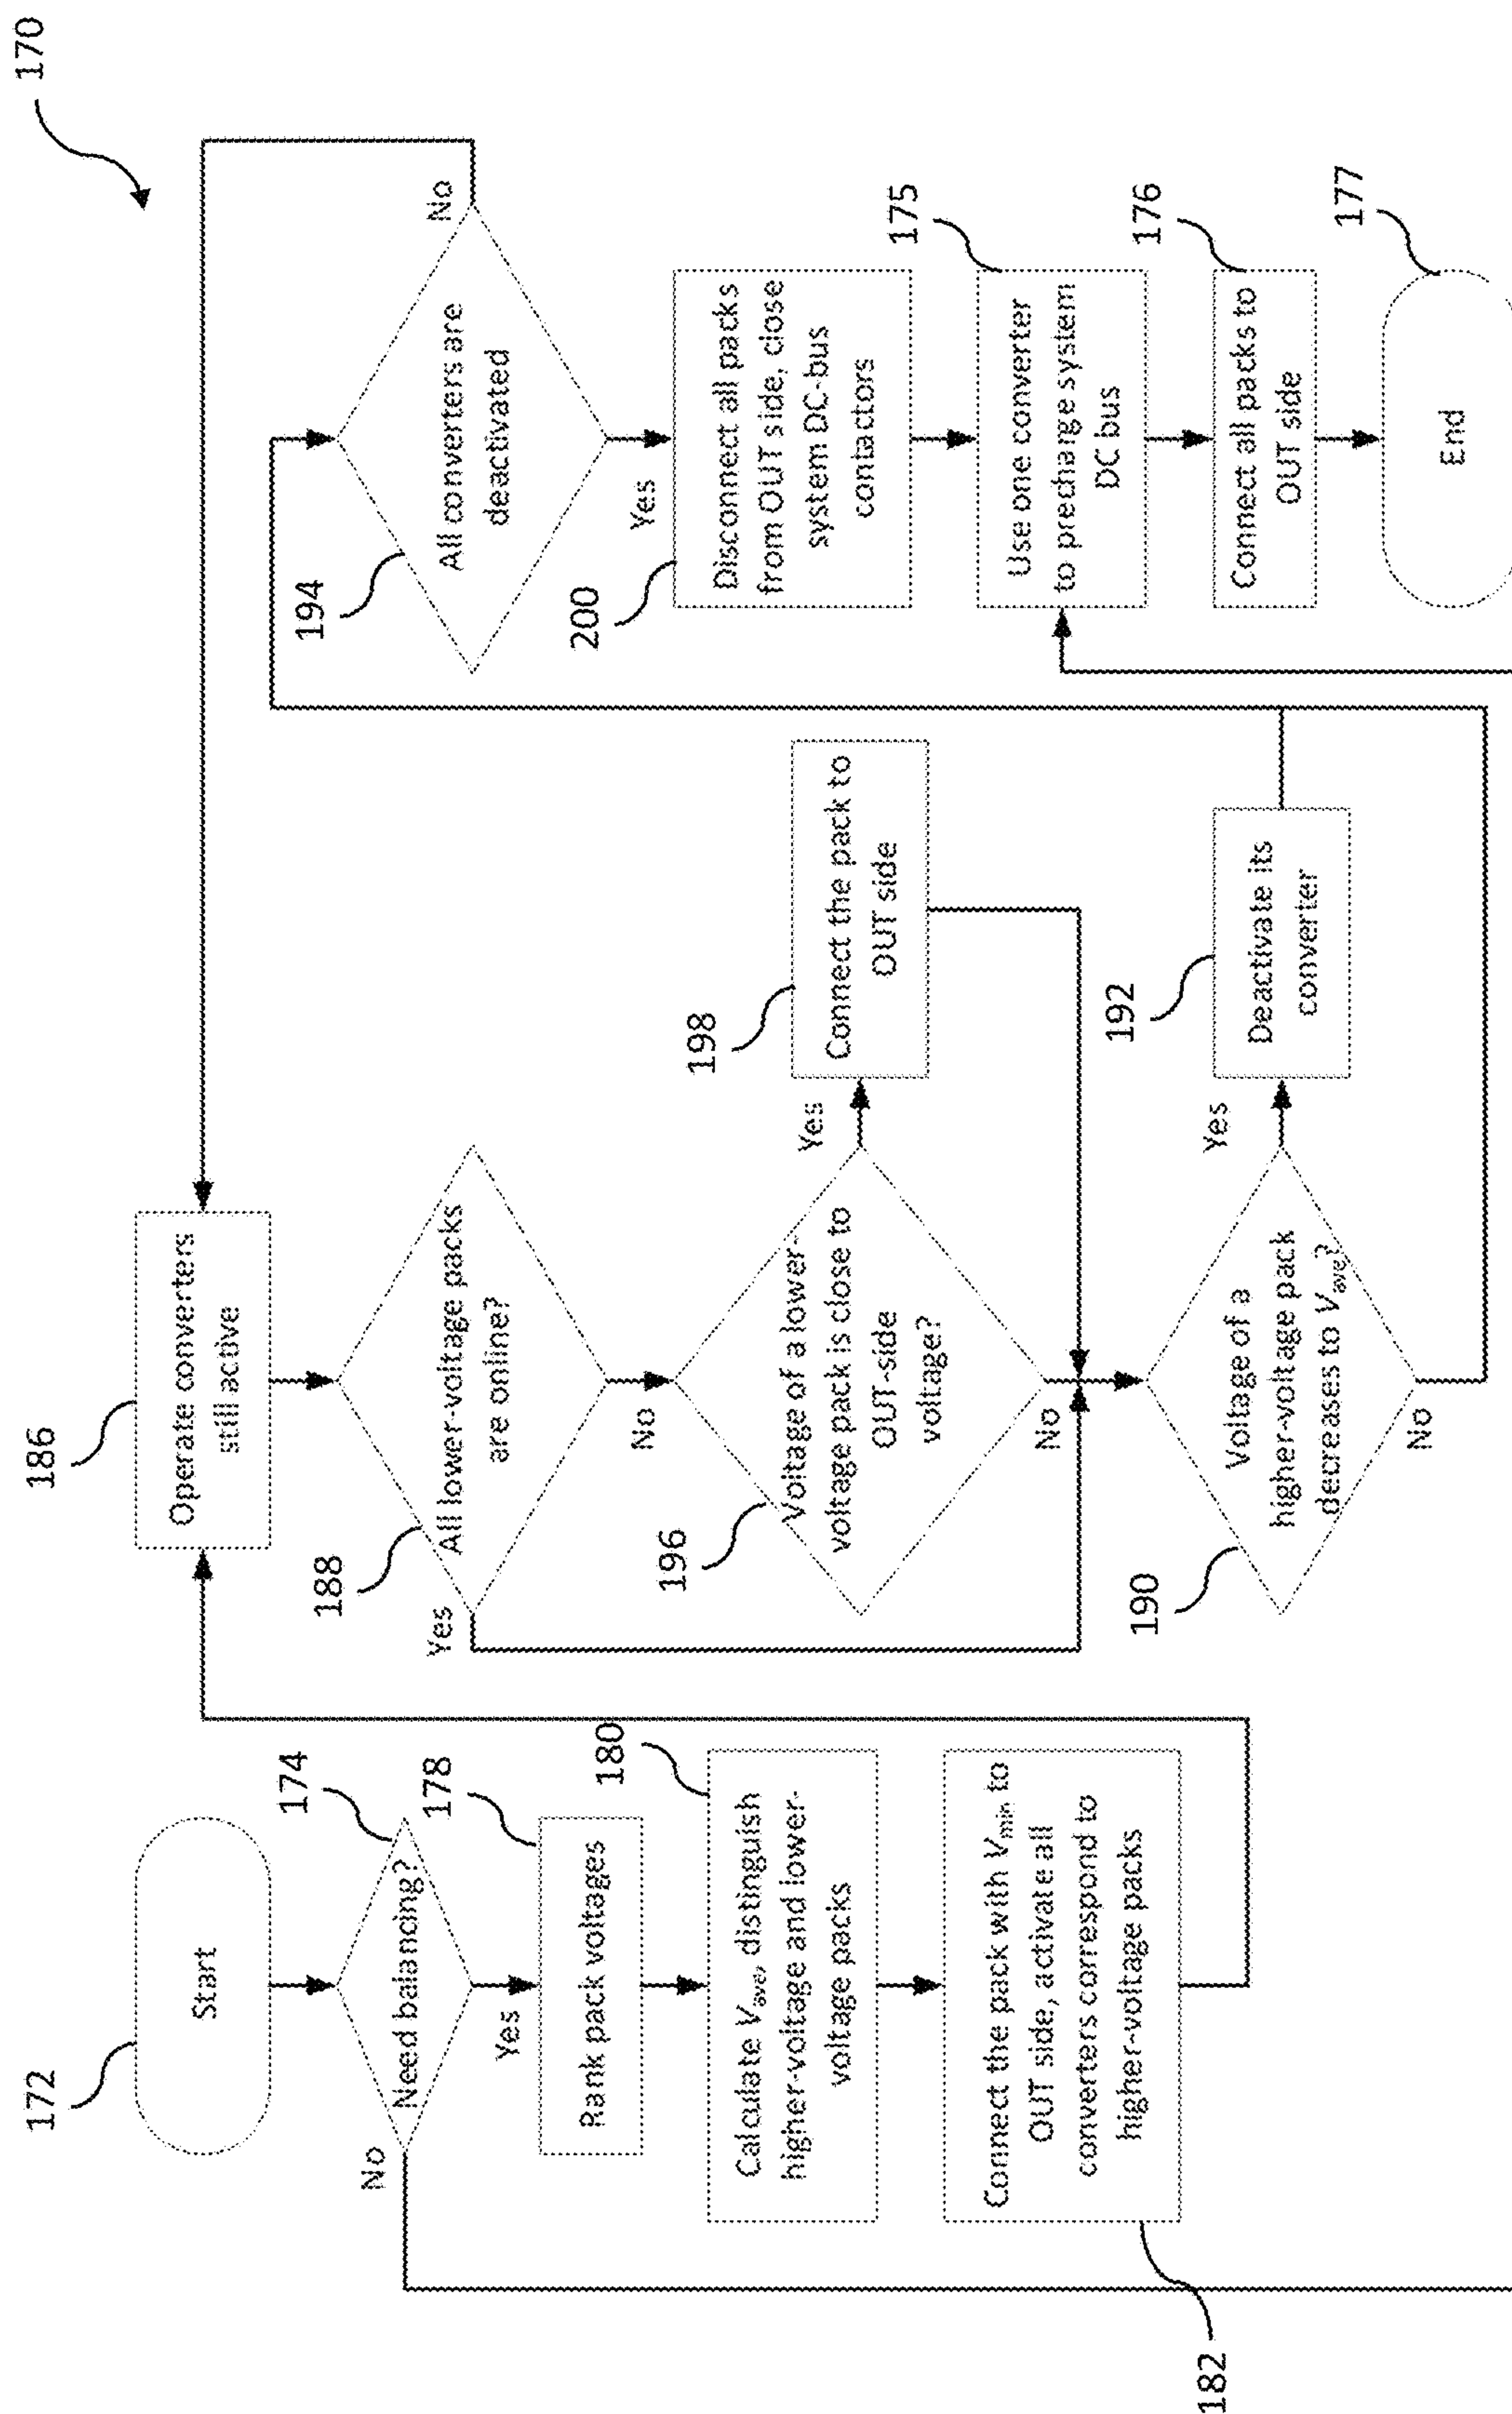 170
172
Start
174
Need balancing?
No
Yes
178
Rank pack voltages
180
Calculate Vave, distinguish
higher-voltage and lower-
voltage packs
182
Connect the pack with Vmin to
OUT side, activate all
converters correspond to
higher-voltage packs
186
Operate converters
still active
188
All lower-voltage packs
are online?
Yes
No
196
Voltage of a lower-
voltage pack is close to
OUT-side
voltage?
Yes
No
198
Connect the pack to
OUT side
190
Voltage of a
higher-voltage pack
decreases to Vave?
Yes
No
192
Deactivate its
converter
194
All converters are
deactivated
No
Yes
200
Disconnect all packs
from OUT side, close
system DC-bus
contactors
175
Use one converter
to precharge system
DC bus
176
Connect all packs to
OUT side
177
End